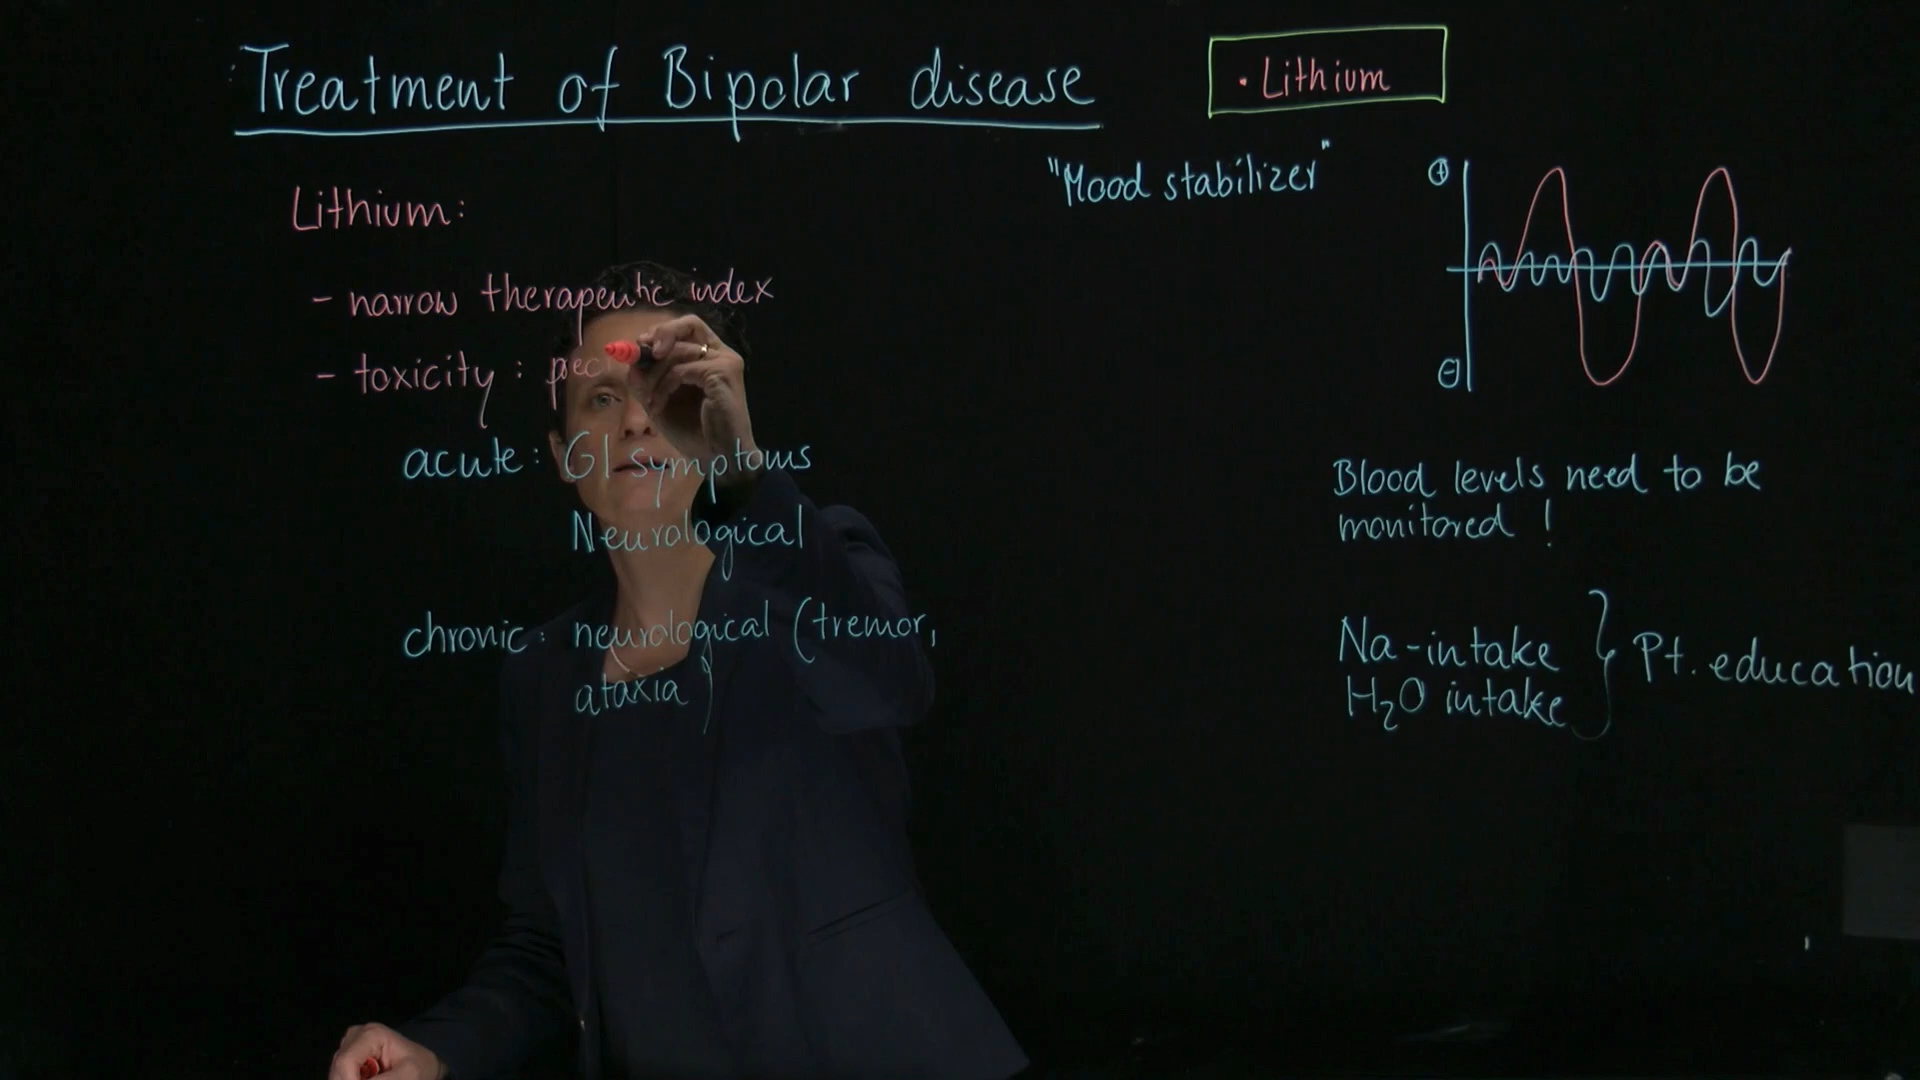 Treatment of Bipolar disease
• Lithium
"Mood stabilizer"
+
-
Lithium:
- narrow therapeutic index
- toxicity :
acute: GI symptoms
Neurological
chronic: neurological (tremor,
ataxia)
Blood levels need to be
monitored !
Na-intake
H₂O intake
} Pt. education